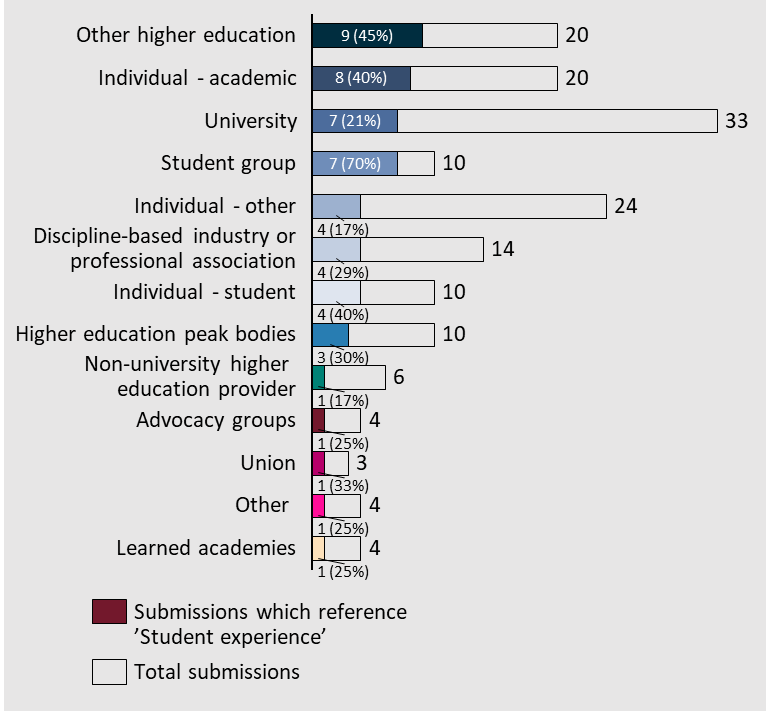 Other higher education 9 (45%) 20
Individual - academic 8 (40%) 20
University 7 (21%) 33
Student group 7 (70%) 10
Individual - other 24
4 (17%)
Discipline-based industry or
professional association 14
4 (29%)
Individual - student 10
4 (40%)
Higher education peak bodies 10
3 (30%)
Non-university higher
education provider 6
1 (17%)
Advocacy groups 4
1 (25%)
Union 3
1 (33%)
Other 4
1 (25%)
Learned academies 4
1 (25%)
Submissions which reference
’Student experience’
Total submissions